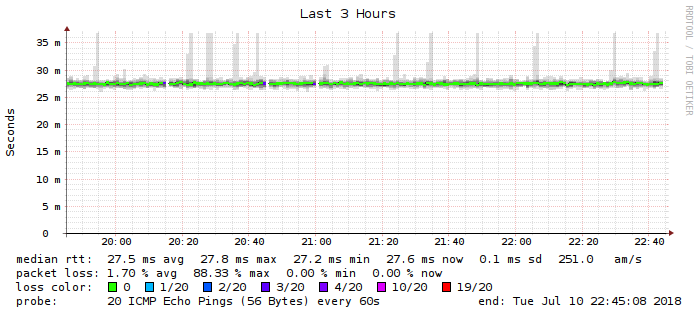 Last 3 Hours
RRDTOOL / TOBI OETIKER
Seconds
35 m
30 m
25 m
20 m
15 m
10 m
5 m
0
20:00 20:20 20:40 21:00 21:20 21:40 22:00 22:20 22:40
median rtt: 27.5 ms avg 27.8 ms max 27.2 ms min 27.6 ms now 0.1 ms sd 251.0 am/s
packet loss: 1.70 % avg 88.33 % max 0.00 % min 0.00 % now
loss color: 0 1/20 2/20 3/20 4/20 10/20 19/20
probe: 20 ICMP Echo Pings (56 Bytes) every 60s end: Tue Jul 10 22:45:08 2018